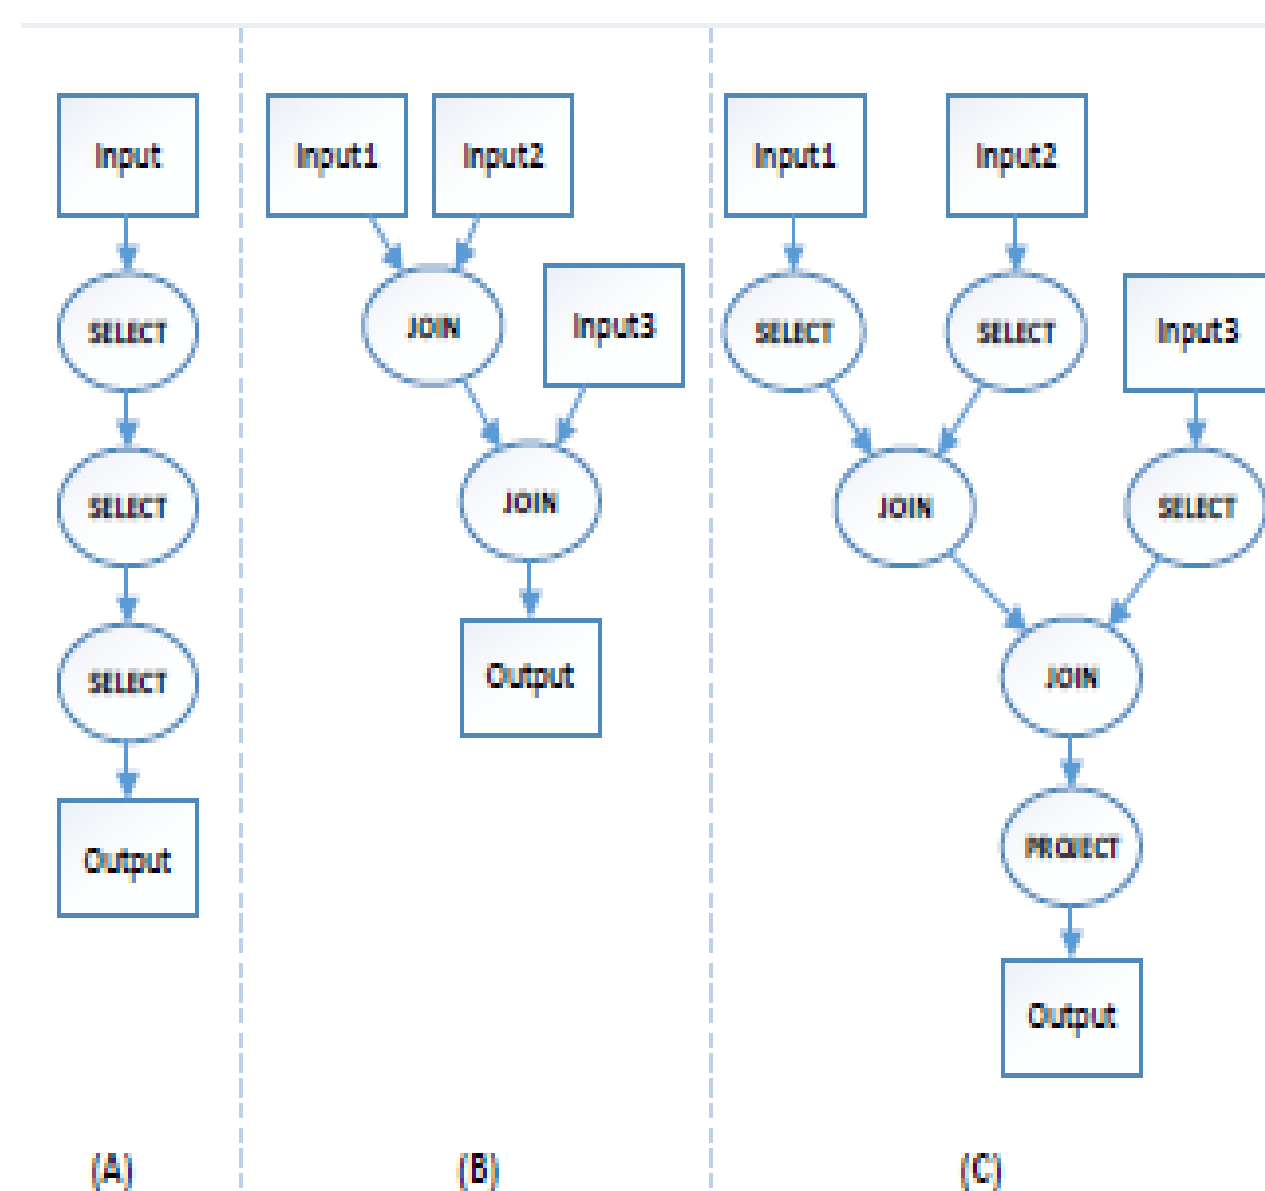 Input
SELECT
SELECT
SELECT
Output
(A)
Input1
Input2
JOIN
Input3
JOIN
Output
(B)
Input1
Input2
SELECT
SELECT
Input3
JOIN
SELECT
JOIN
PROJECT
Output
(C)